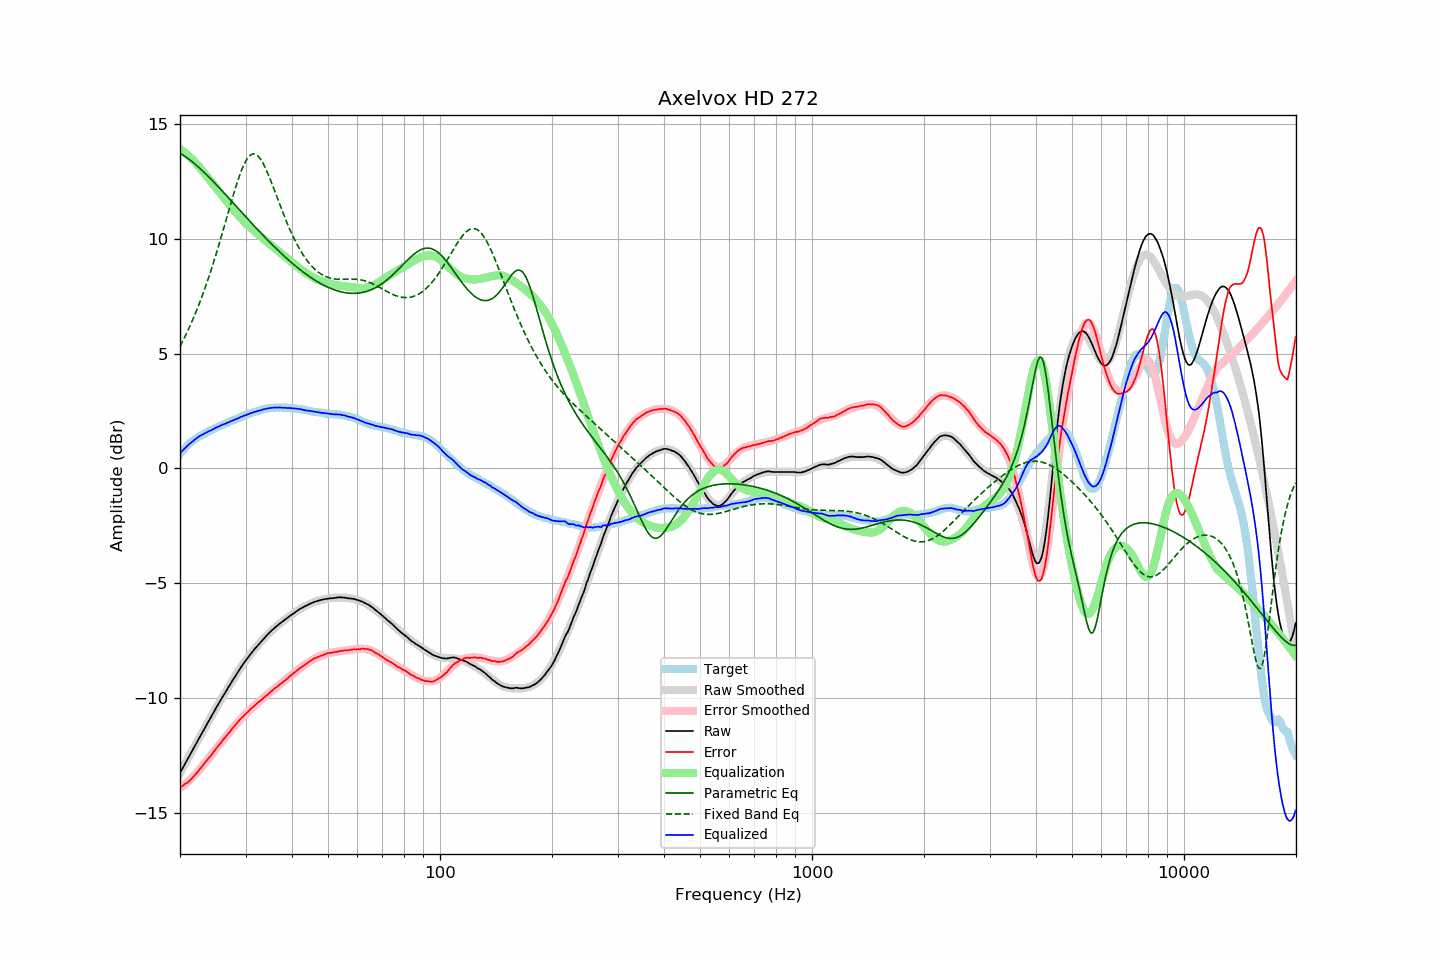 Axelvox HD 272
Amplitude (dBr)
15
10
5
0
−5
−10
−15
Target
Raw Smoothed
Error Smoothed
Raw
Error
Equalization
Parametric Eq
Fixed Band Eq
Equalized
100
1000
10000
Frequency (Hz)